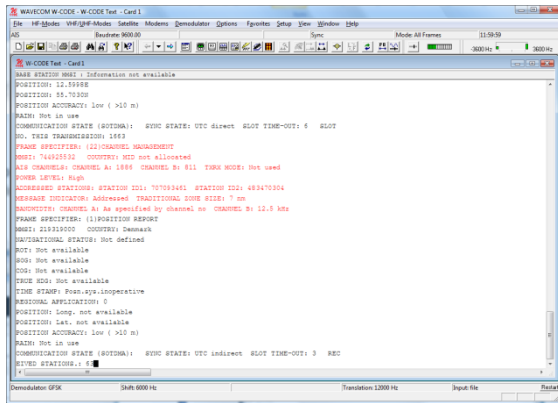 WAVECOM W-CODE - W-CODE Text - Card 1
File HF-Modes VHF/UHF-Modes Satellite Modems Demodulator Options Favorites Setup View Window Help
AIS Baudrate: 9600.00 Sync Mode: All Frames 11:59:59
-3600 Hz 3600 Hz
W-CODE Text - Card 1
BASE STATION MMSI : Information not available
POSITION: 12.5998E
POSITION: 55.7030N
POSITION ACCURACY: low ( >10 m)
RAIM: Not in use
COMMUNICATION STATE (SOTDMA): SYNC STATE: UTC direct SLOT TIME-OUT: 6 SLOT
NO. THIS TRANSMISSION: 1663
FRAME SPECIFIER: (22)CHANNEL MANAGEMENT
MMSI: 744925832 COUNTRY: MID not allocated
AIS CHANNELS: CHANNEL A: 1886 CHANNEL B: 811 TXRX MODE: Not used
POWER LEVEL: High
ADDRESSED STATIONS: STATION ID1: 707093461 STATION ID2: 483470304
MESSAGE INDICATOR: Addressed TRADITIONAL ZONE SIZE: 7 nm
BANDWIDTH: CHANNEL A: As specified by channel no CHANNEL B: 12.5 kHz
FRAME SPECIFIER: (1)POSITION REPORT
MMSI: 219319000 COUNTRY: Denmark
NAVIGATIONAL STATUS: Not defined
ROT: Not available
SOG: Not available
COG: Not available
TRUE HDG: Not available
TIME STAMP: Posn.sys.inoperative
REGIONAL APPLICATION: 0
POSITION: Long. not available
POSITION: Lat. not available
POSITION ACCURACY: low ( >10 m)
RAIM: Not in use
COMMUNICATION STATE (SOTDMA): SYNC STATE: UTC indirect SLOT TIME-OUT: 3 REC
EIVED STATIONS.: 63
Demodulator: GFSK Shift: 6000 Hz Translation: 12000 Hz Input: file Restar